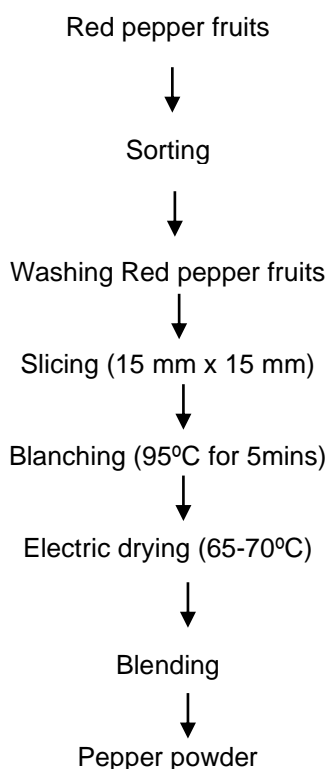 Red pepper fruits
Sorting
Washing Red pepper fruits
Slicing (15 mm x 15 mm)
Blanching (95ºC for 5mins)
Electric drying (65-70ºC)
Blending
Pepper powder